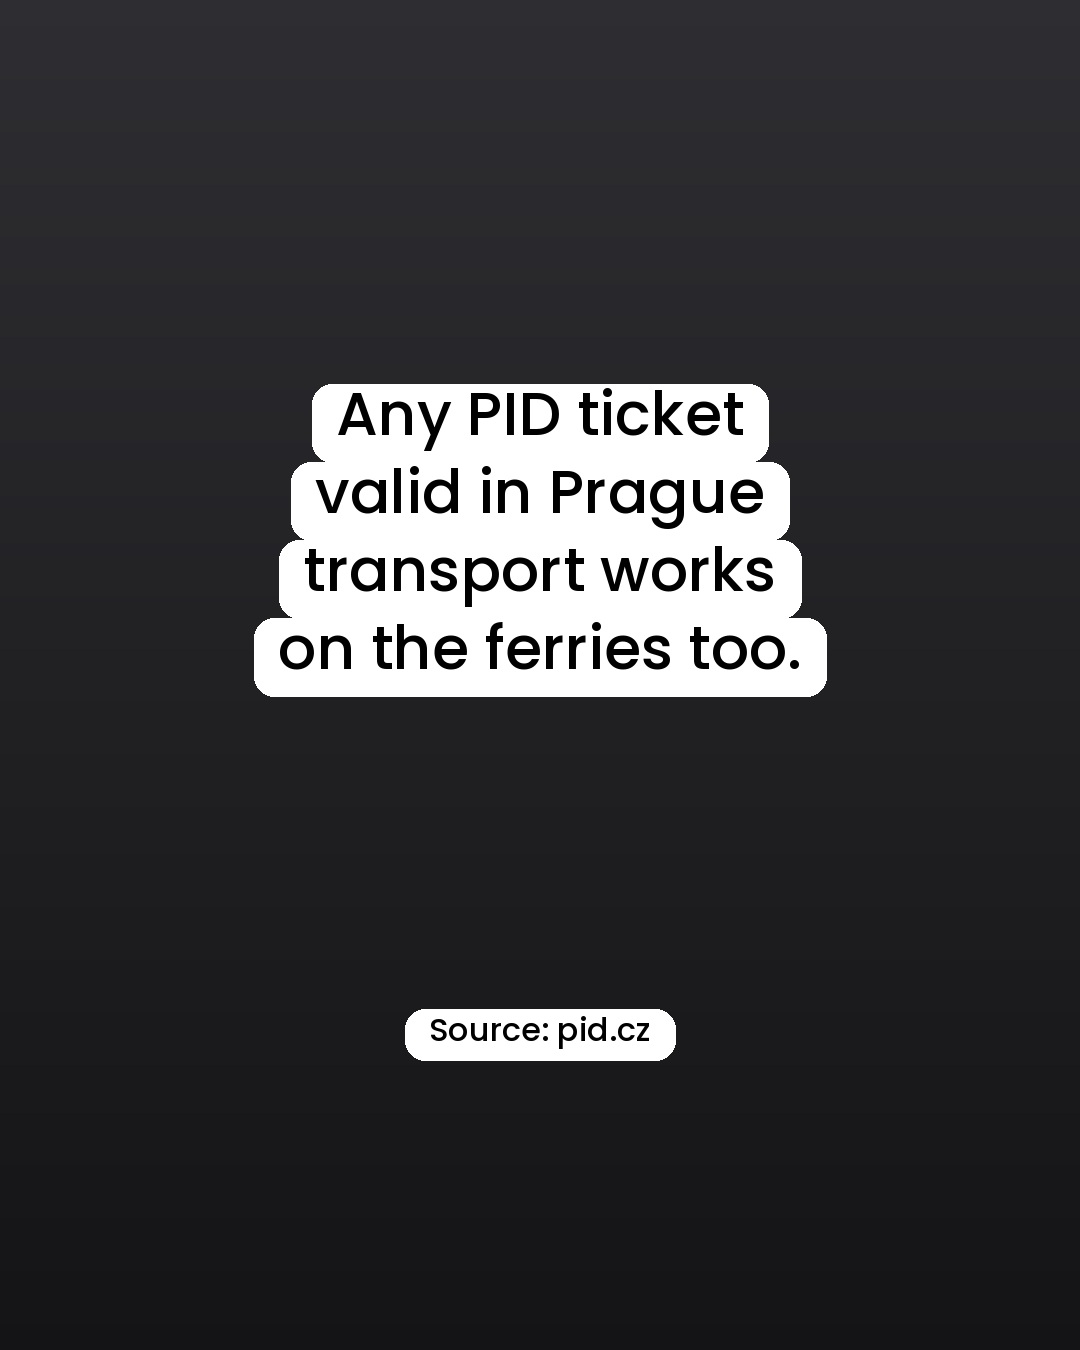 Any PID ticket
valid in Prague
transport works
on the ferries too.
Source: pid.cz